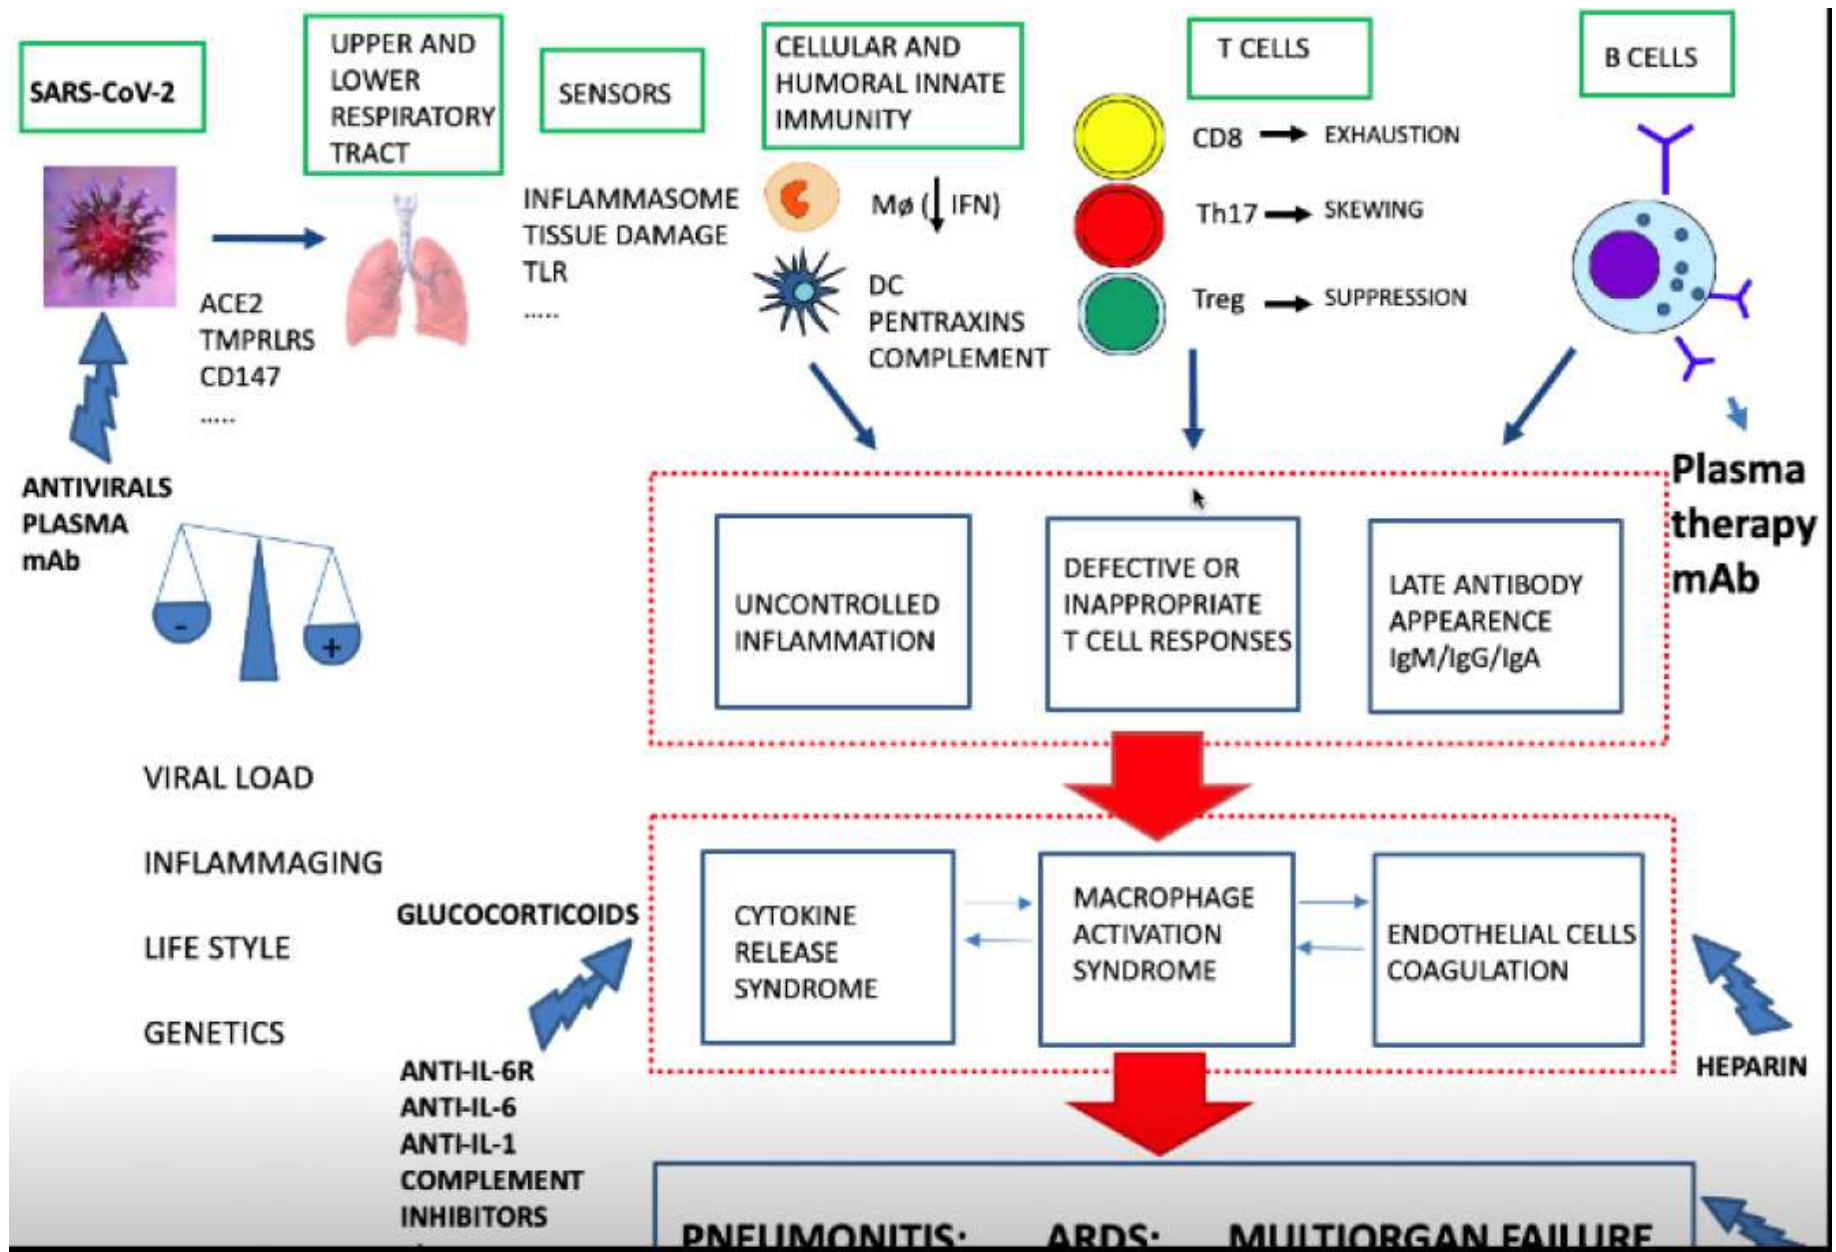 SARS-CoV-2
UPPER AND
LOWER
RESPIRATORY
TRACT
SENSORS
CELLULAR AND
HUMORAL INNATE
IMMUNITY
T CELLS
B CELLS
ACE2
TMPRLRS
CD147
.....
INFLAMMASOME
TISSUE DAMAGE
TLR
.....
Mø (↓ IFN)
DC
PENTRAXINS
COMPLEMENT
CD8 → EXHAUSTION
Th17 → SKEWING
Treg → SUPPRESSION
ANTIVIRALS
PLASMA
mAb
-
+
Plasma
therapy
mAb
UNCONTROLLED
INFLAMMATION
DEFECTIVE OR
INAPPROPRIATE
T CELL RESPONSES
LATE ANTIBODY
APPEARENCE
IgM/IgG/IgA
VIRAL LOAD
INFLAMMAGING
LIFE STYLE
GENETICS
GLUCOCORTICOIDS
CYTOKINE
RELEASE
SYNDROME
MACROPHAGE
ACTIVATION
SYNDROME
ENDOTHELIAL CELLS
COAGULATION
HEPARIN
ANTI-IL-6R
ANTI-IL-6
ANTI-IL-1
COMPLEMENT
INHIBITORS
PNEUMONITIS; ARDS; MULTIORGAN FAILURE